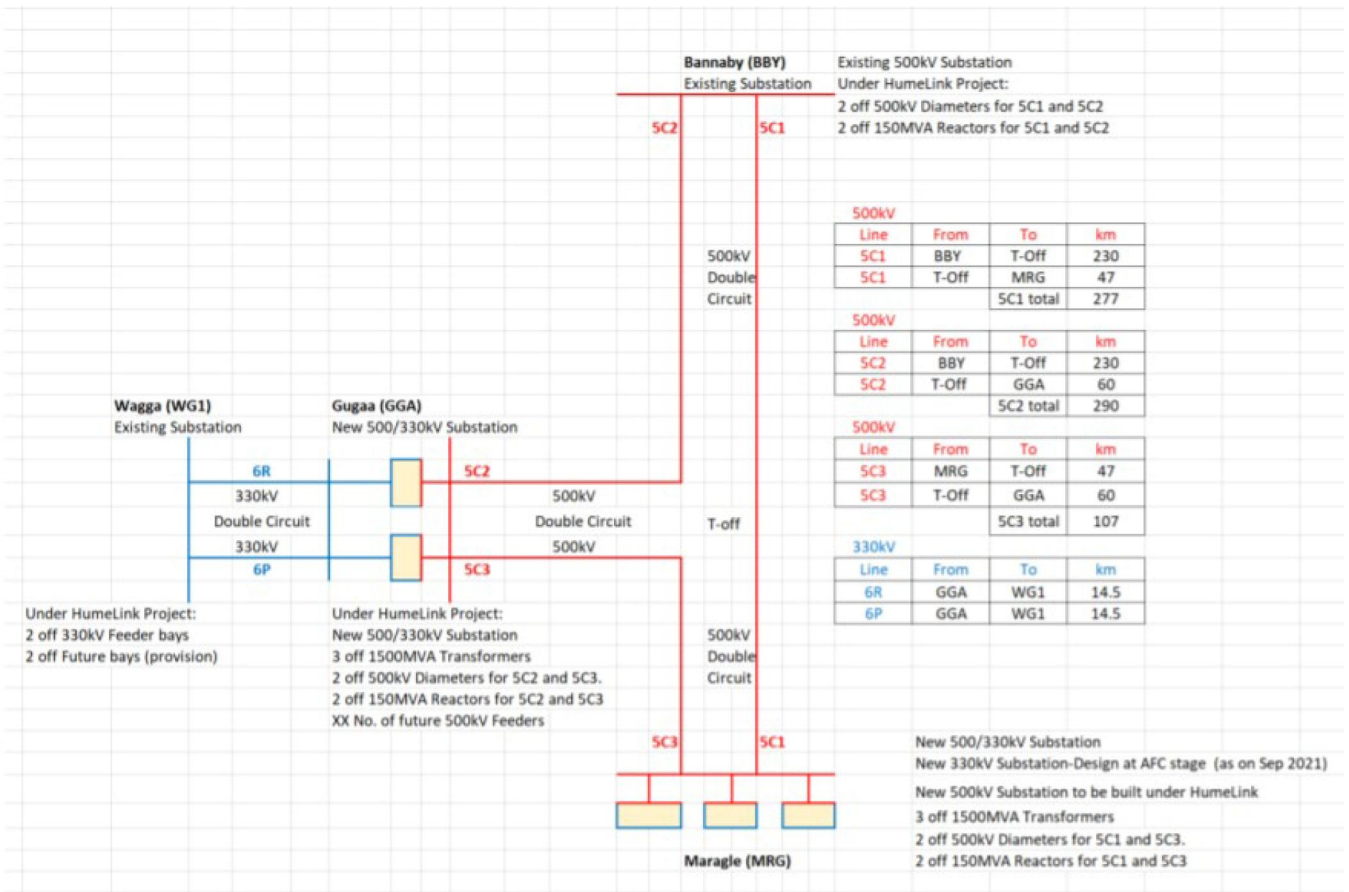 Bannaby (BBY)
Existing Substation
Existing 500kV Substation
Under HumeLink Project:
2 off 500kV Diameters for 5C1 and 5C2
2 off 150MVA Reactors for 5C1 and 5C2
5C2
5C1
500kV
Double
Circuit
500kV
Line From To km
5C1 BBY T-Off 230
5C1 T-Off MRG 47
5C1 total 277
500kV
Line From To km
5C2 BBY T-Off 230
5C2 T-Off GGA 60
5C2 total 290
500kV
Line From To km
5C3 MRG T-Off 47
5C3 T-Off GGA 60
5C3 total 107
330kV
Line From To km
6R GGA WG1 14.5
6P GGA WG1 14.5
Wagga (WG1)
Existing Substation
Gugaa (GGA)
New 500/330kV Substation
6R
330kV
Double Circuit
330kV
6P
5C2
500kV
Double Circuit
500kV
5C3
T-off
Under HumeLink Project:
2 off 330kV Feeder bays
2 off Future bays (provision)
Under HumeLink Project:
New 500/330kV Substation
3 off 1500MVA Transformers
2 off 500kV Diameters for 5C2 and 5C3.
2 off 150MVA Reactors for 5C2 and 5C3
XX No. of future 500kV Feeders
500kV
Double
Circuit
5C3
5C1
New 500/330kV Substation
New 330kV Substation-Design at AFC stage (as on Sep 2021)
New 500kV Substation to be built under HumeLink
3 off 1500MVA Transformers
2 off 500kV Diameters for 5C1 and 5C3.
2 off 150MVA Reactors for 5C1 and 5C3
Maragle (MRG)